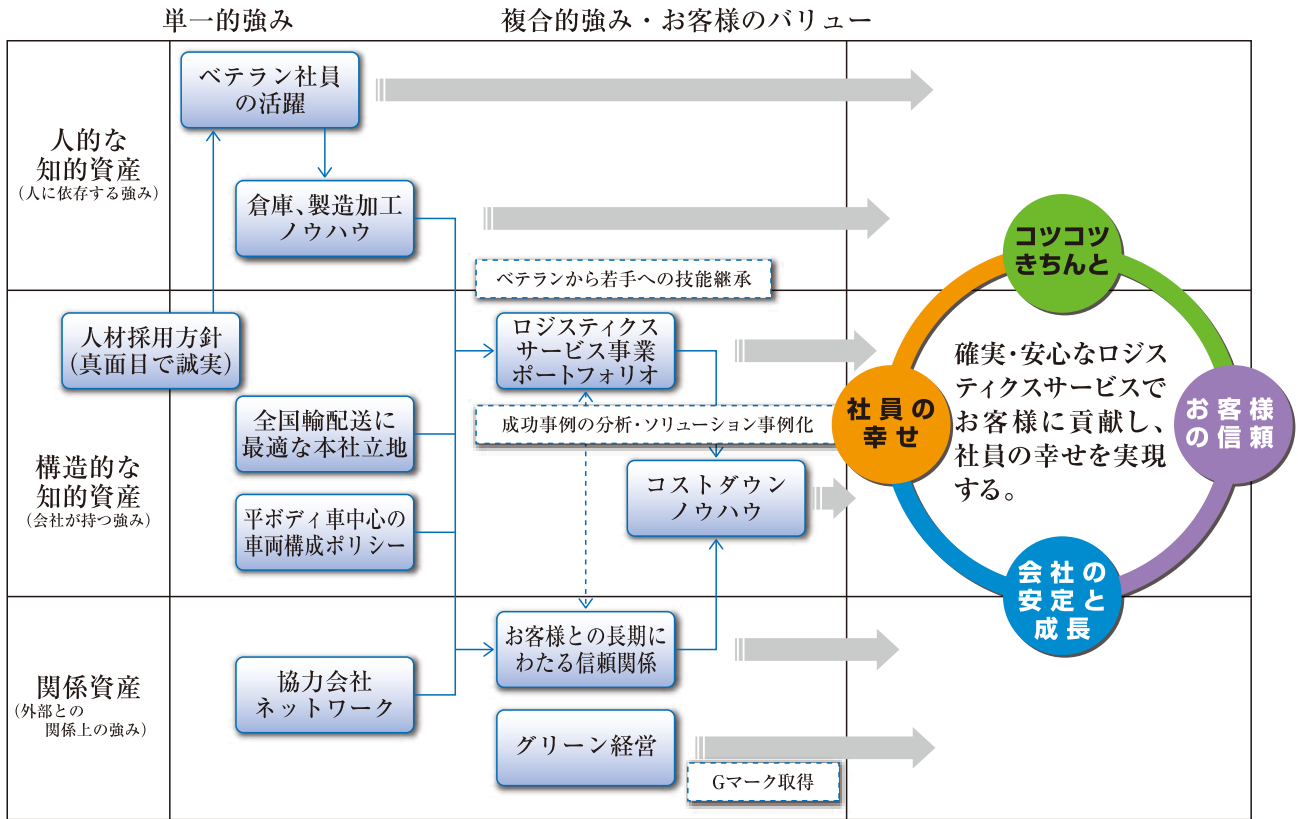 単一的強み
複合的強み・お客様のバリュー
人的な
知的資産
（人に依存する強み）
ベテラン社員
の活躍
倉庫、製造加工
ノウハウ
ベテランから若手への技能継承
構造的な
知的資産
（会社が持つ強み）
人材採用方針
（真面目で誠実）
全国輸配送に
最適な本社立地
平ボディ車中心の
車両構成ポリシー
ロジスティクス
サービス事業
ポートフォリオ
成功事例の分析・ソリューション事例化
コストダウン
ノウハウ
関係資産
（外部との
関係上の強み）
協力会社
ネットワーク
お客様との長期に
わたる信頼関係
グリーン経営
Gマーク取得
コツコツ
きちんと
社員の
幸せ
確実・安心なロジス
ティクスサービスで
お客様に貢献し、
社員の幸せを実現
する。
お客様
の信頼
会社の
安定と
成長